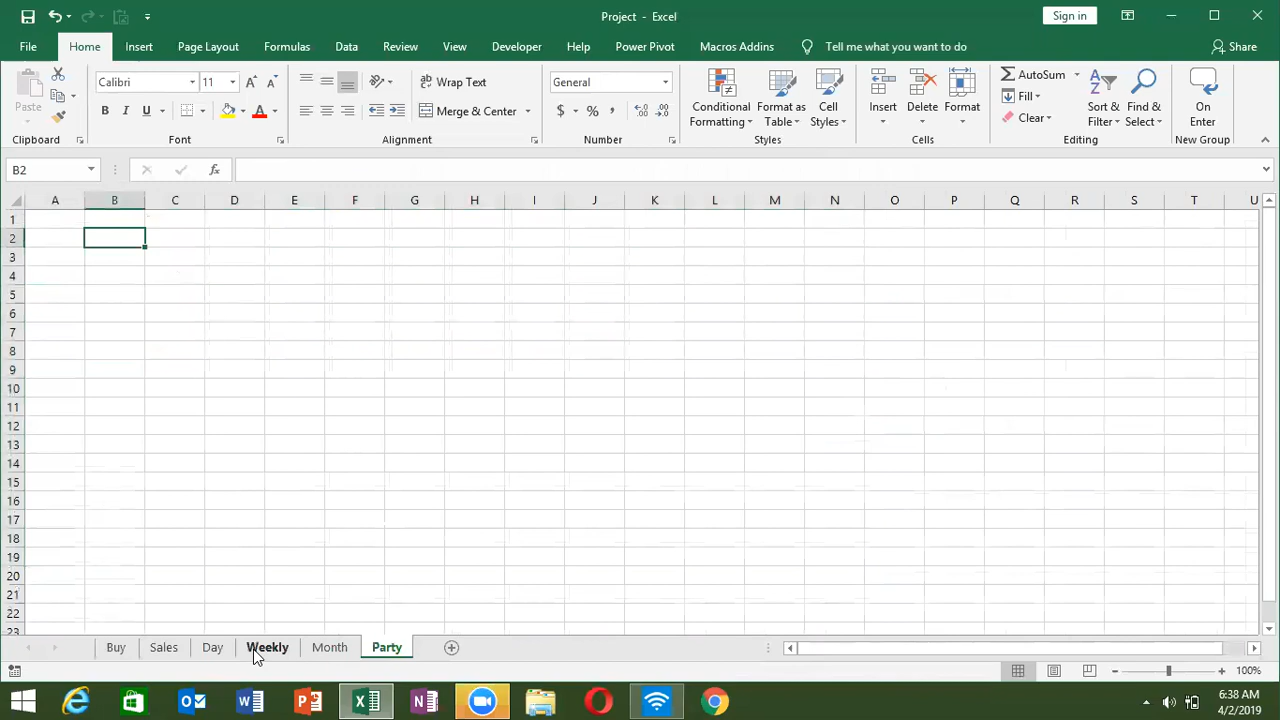 Project - Excel
Sign in
File Home Insert Page Layout Formulas Data Review View Developer Help Power Pivot Macros Addins Tell me what you want to do Share
Paste
Calibri 11
B I U
Wrap Text
Merge & Center
General
$ % ,
Conditional Formatting
Format as Table
Cell Styles
Insert
Delete
Format
AutoSum
Fill
Clear
Sort & Filter
Find & Select
On Enter
Clipboard Font Alignment Number Styles Cells Editing New Group
B2
fx
A B C D E F G H I J K L M N O P Q R S T U
1
2
3
4
5
6
7
8
9
10
11
12
13
14
15
16
17
18
19
20
21
22
23
Buy Sales Day Weekly Month Party
100%
6:38 AM
4/2/2019